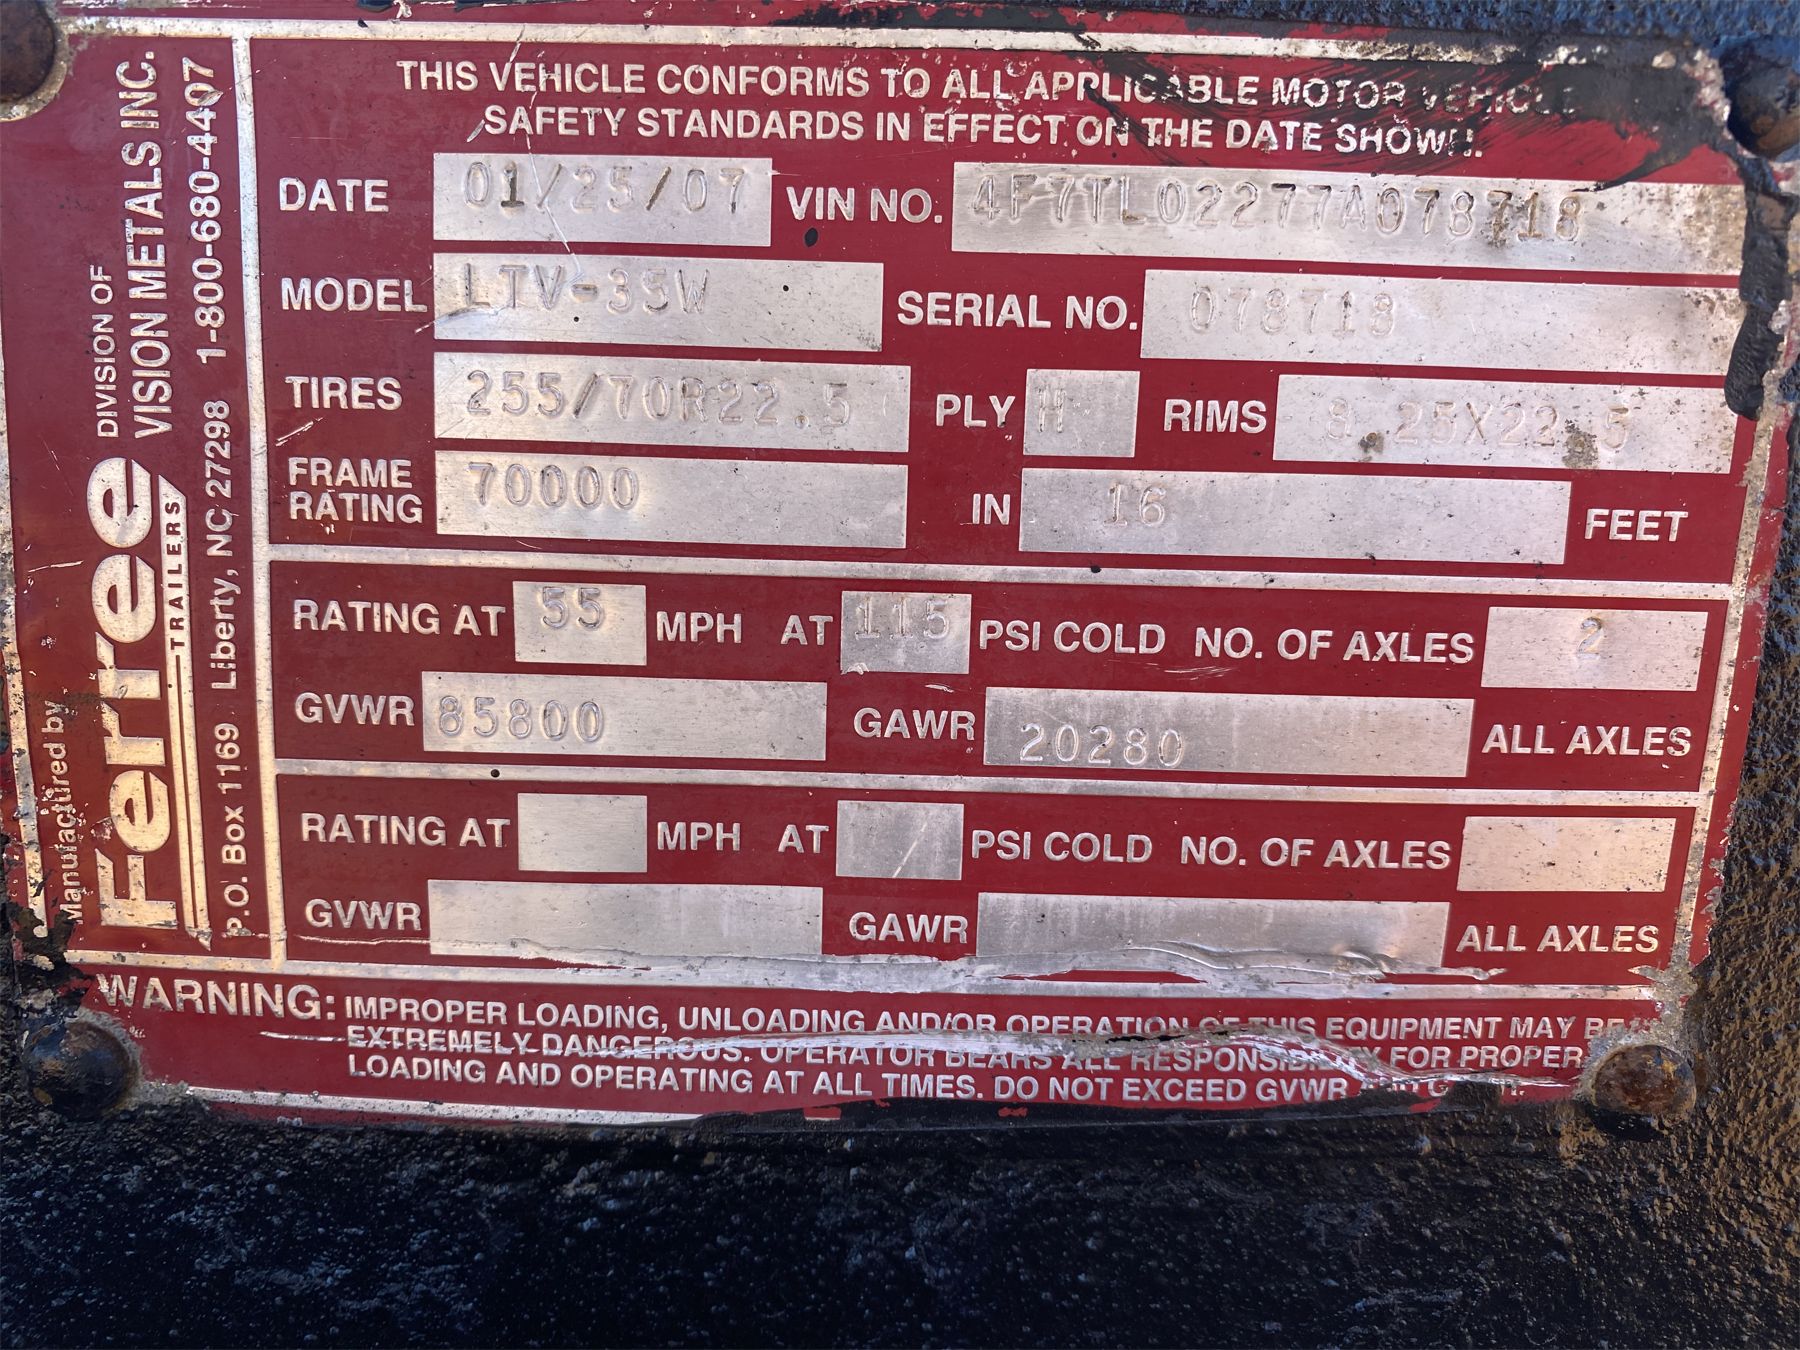 THIS VEHICLE CONFORMS TO ALL APPLICABLE MOTOR VEHICLE
SAFETY STANDARDS IN EFFECT ON THE DATE SHOWN.
DATE 01/25/07 VIN NO. 4F7TL02277A078718
MODEL LTV-35W SERIAL NO. 078718
TIRES 255/70R22.5 PLY H RIMS 8.25X22.5
FRAME RATING 70000 IN 16 FEET
RATING AT 55 MPH AT 115 PSI COLD NO. OF AXLES 2
GVWR 85800 GAWR 20280 ALL AXLES
RATING AT MPH AT PSI COLD NO. OF AXLES
GVWR GAWR ALL AXLES
WARNING: IMPROPER LOADING, UNLOADING AND/OR OPERATION OF THIS EQUIPMENT MAY BE
EXTREMELY DANGEROUS. OPERATOR BEARS ALL RESPONSIBILITY FOR PROPER
LOADING AND OPERATING AT ALL TIMES. DO NOT EXCEED GVWR
Manufactured by
Ferree
TRAILERS
DIVISION OF
VISION METALS INC.
P.O. Box 1169 Liberty, NC 27298 1-800-680-4407